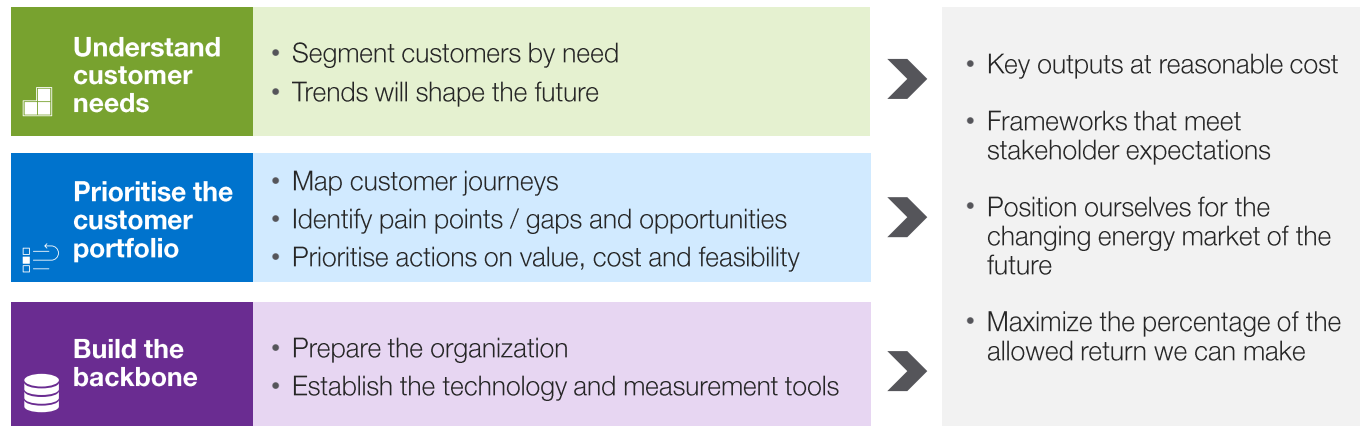 Understand
customer
needs
• Segment customers by need
• Trends will shape the future
Prioritise the
customer
portfolio
• Map customer journeys
• Identify pain points / gaps and opportunities
• Prioritise actions on value, cost and feasibility
Build the
backbone
• Prepare the organization
• Establish the technology and measurement tools
• Key outputs at reasonable cost
• Frameworks that meet
stakeholder expectations
• Position ourselves for the
changing energy market of the
future
• Maximize the percentage of the
allowed return we can make